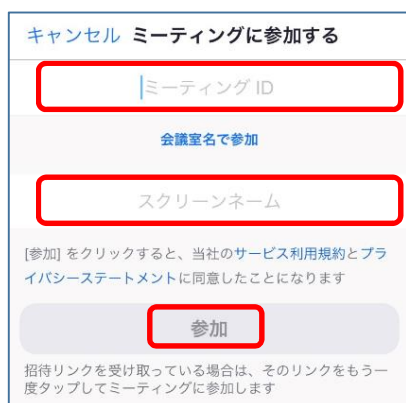 キャンセル ミーティングに参加する
ミーティング ID
会議室名で参加
スクリーンネーム
[参加] をクリックすると、当社のサービス利用規約とプラ
イバシーステートメントに同意したことになります
参加
招待リンクを受け取っている場合は、そのリンクをもう一
度タップしてミーティングに参加します